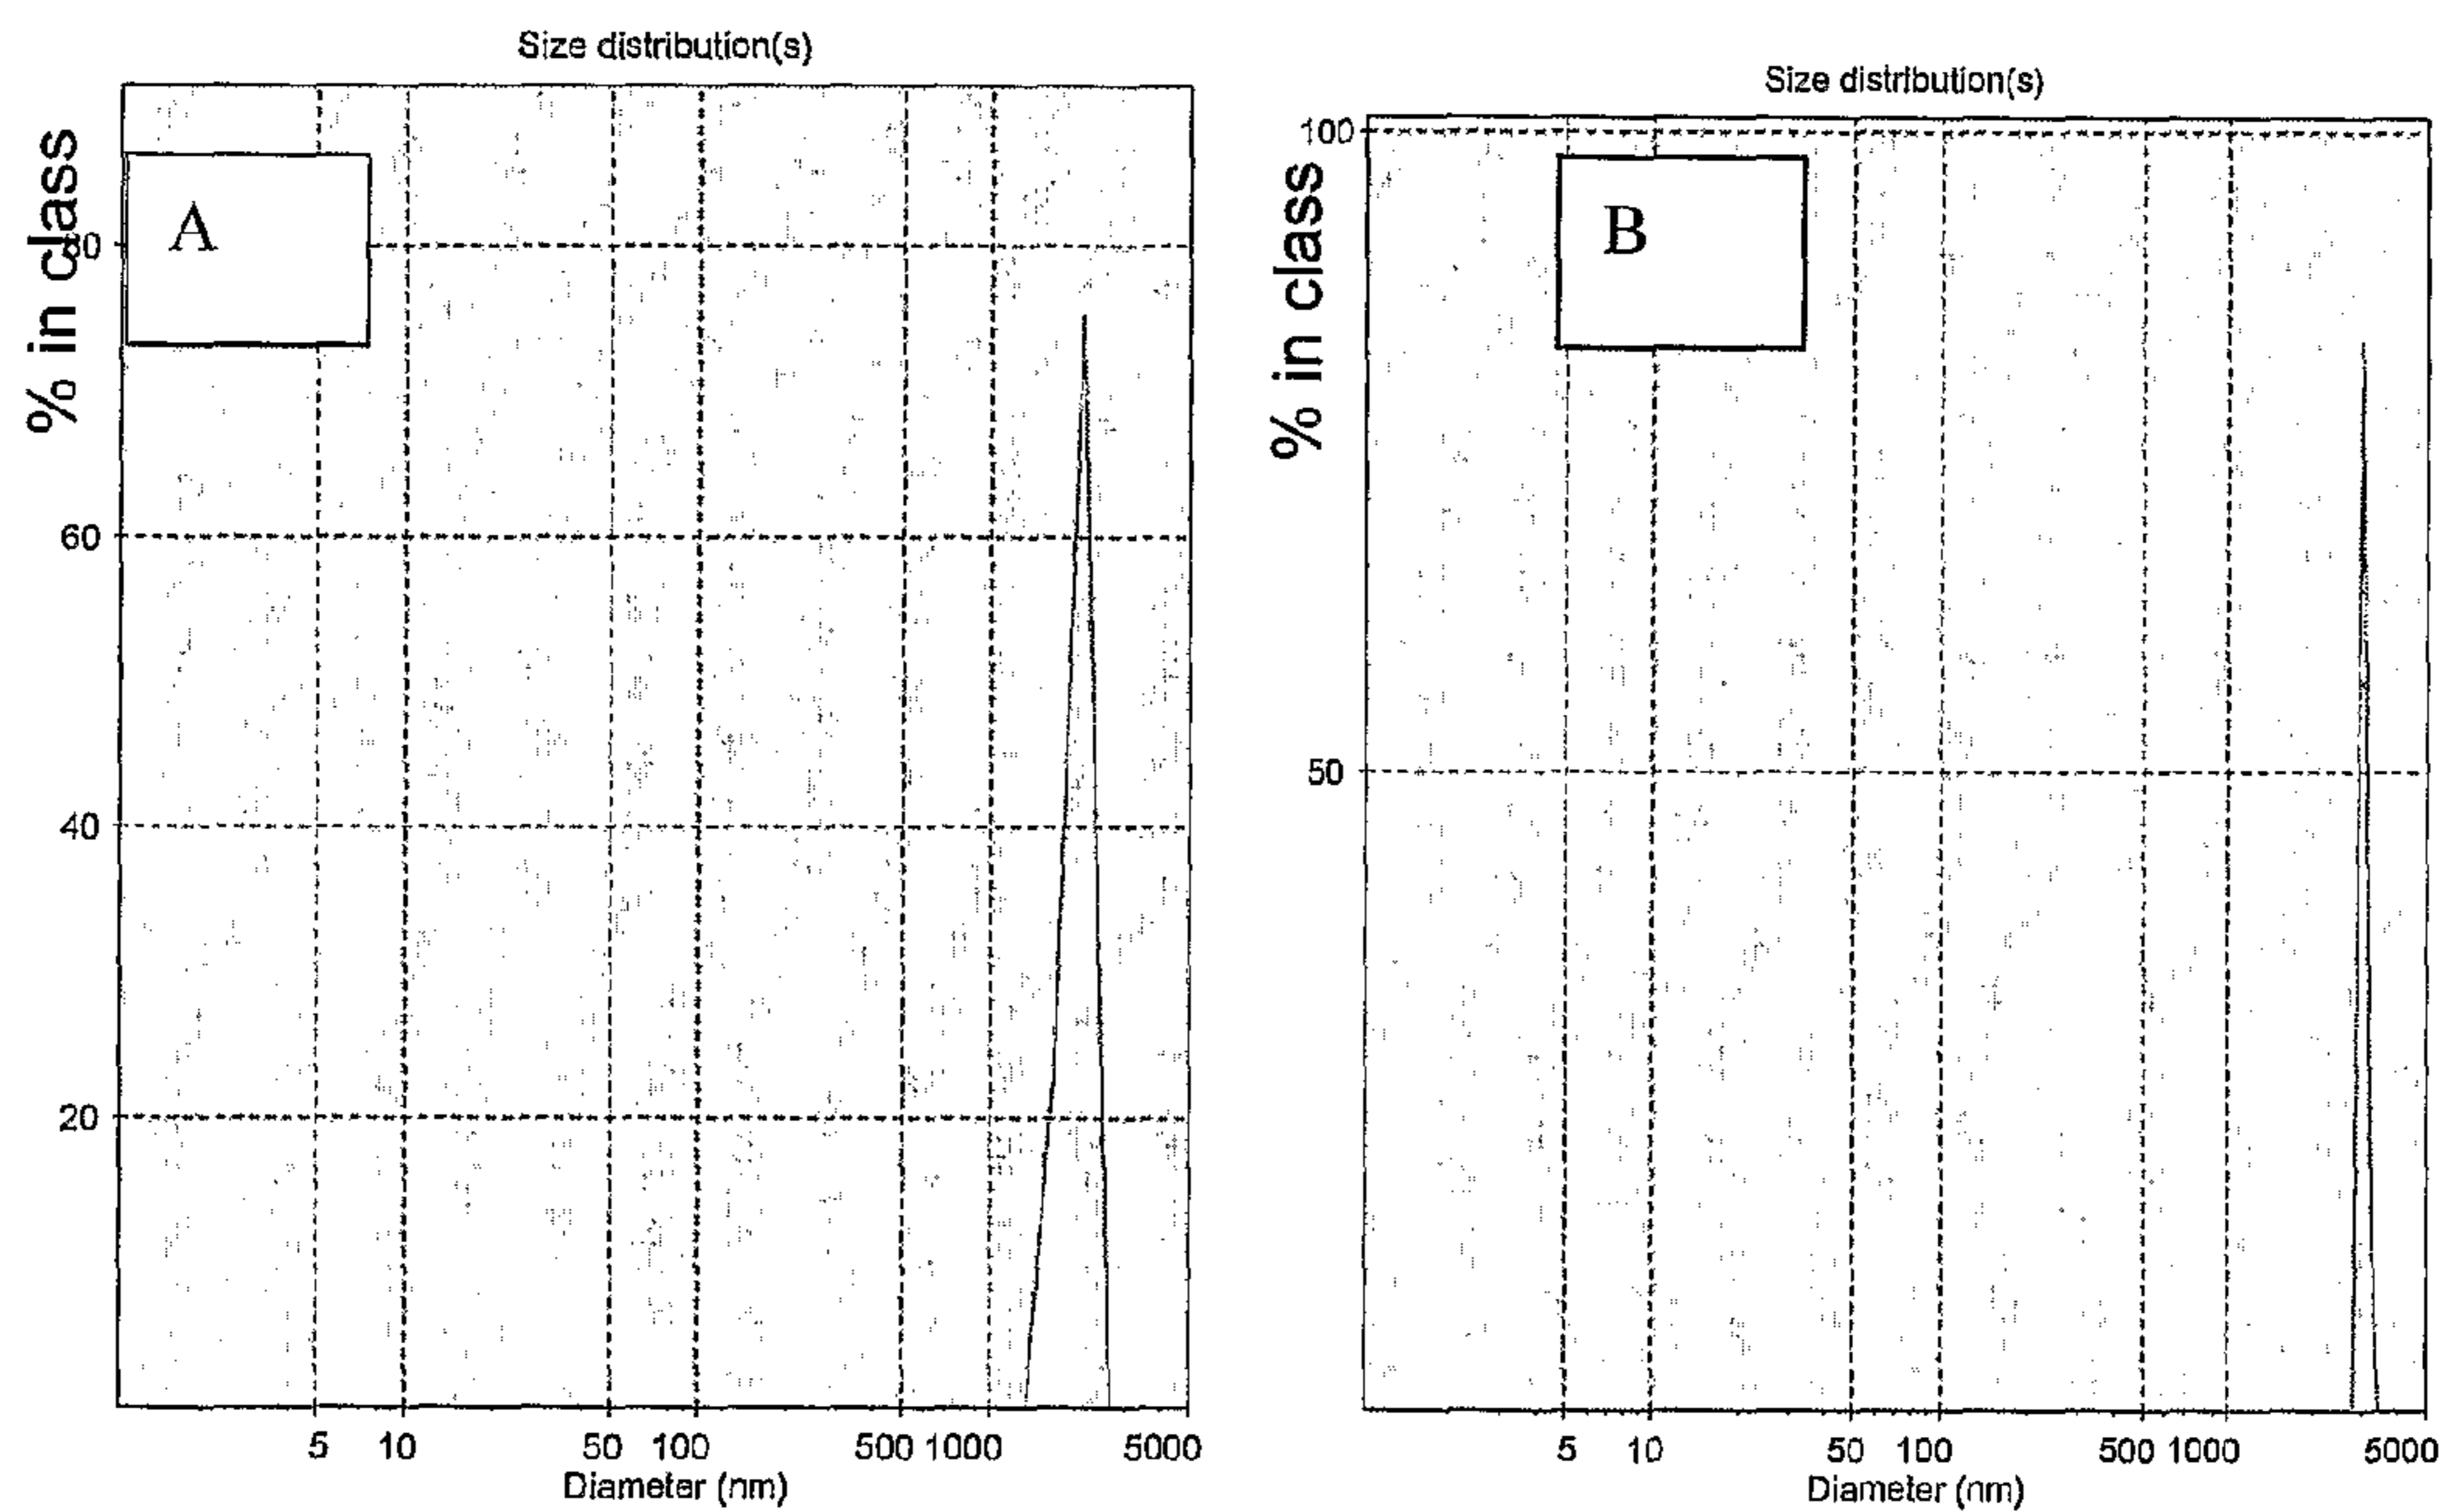 Size distribution(s)
% in class
A
60
40
20
5 10 50 100 500 1000 5000
Diameter (nm)
Size distribution(s)
% in class
B
100
50
5 10 50 100 500 1000 5000
Diameter (nm)